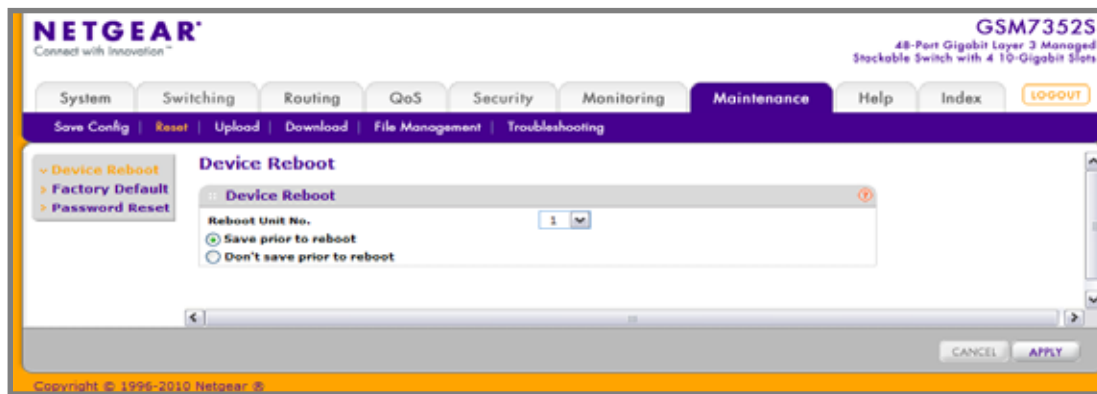 NETGEAR®
Connect with Innovation™
GSM7352S
48-Port Gigabit Layer 3 Managed
Stackable Switch with 4 10-Gigabit Slots
System Switching Routing QoS Security Monitoring Maintenance Help Index LOGOUT
Save Config | Reset | Upload | Download | File Management | Troubleshooting
Device Reboot
Factory Default
Password Reset
Device Reboot
Device Reboot ?
Reboot Unit No. 1
Save prior to reboot
Don't save prior to reboot
CANCEL APPLY
Copyright © 1996-2010 Netgear ®